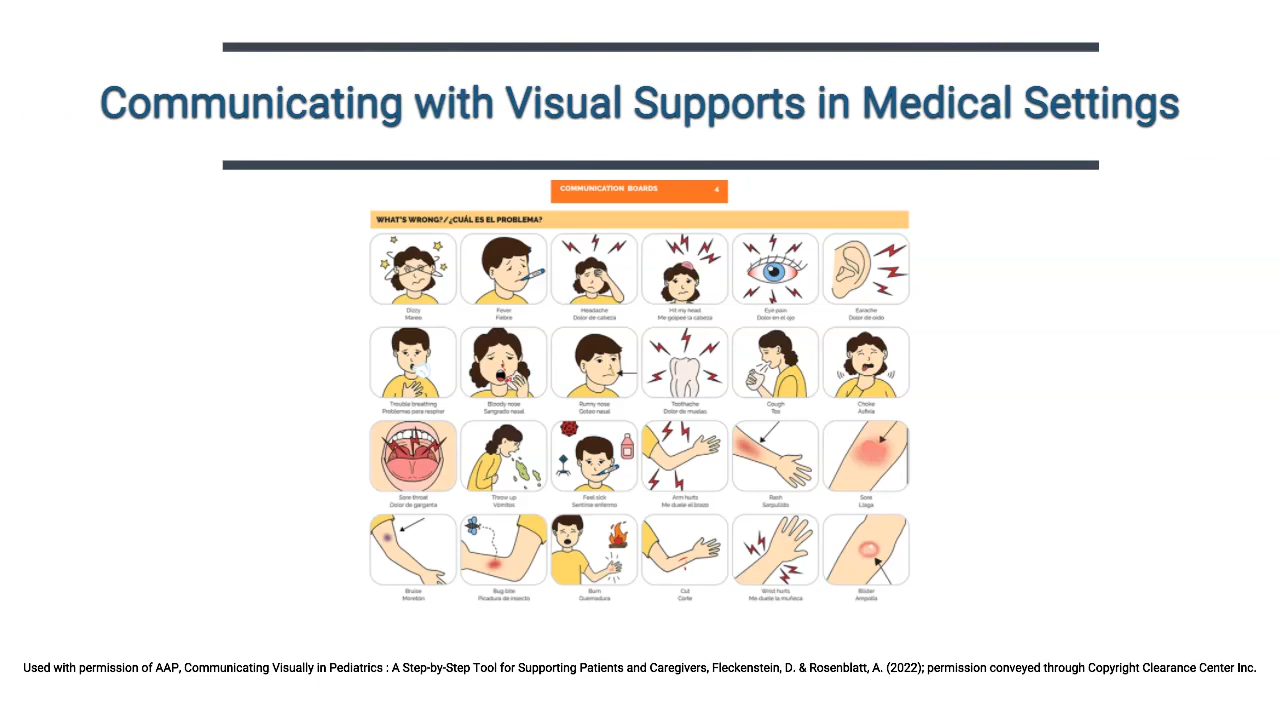 Communicating with Visual Supports in Medical Settings
COMMUNICATION BOARDS 4
WHAT'S WRONG?/¿CUÁL ES EL PROBLEMA?
Dizzy Fever Headache Hit my head Eye pain Earache
Mareo Fiebre Dolor de cabeza Me golpee la cabeza Dolor en el ojo Dolor de oido
Trouble breathing Bloody nose Runny nose Toothache Cough Choke
Problemas para respirar Sangrado nasal Goteo nasal Dolor de muelas Tos Asfixia
Sore throat Throw up Feel sick Arm hurts Rash Sore
Dolor de garganta Vomitos Sentirse enfermo Me duele el brazo Sarpullido Llaga
Bruise Bug bite Burn Cut Wrist hurts Blister
Moretón Picadura de insecto Quemadura Corte Me duele la muñeca Ampolla
Used with permission of AAP, Communicating Visually in Pediatrics : A Step-by-Step Tool for Supporting Patients and Caregivers, Fleckenstein, D. & Rosenblatt, A. (2022); permission conveyed through Copyright Clearance Center Inc.